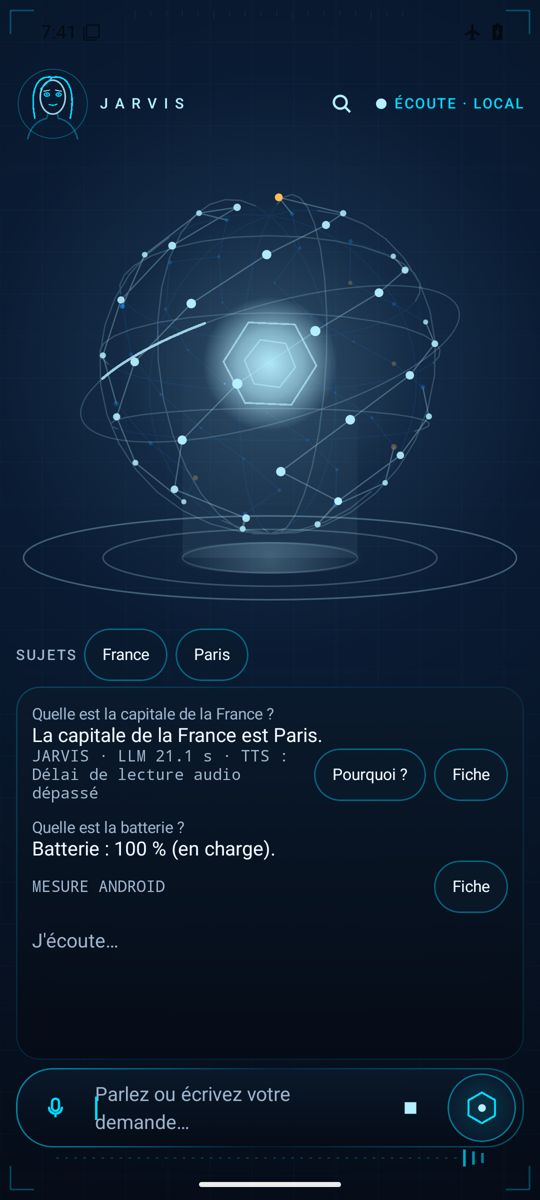 7:41
JARVIS
ÉCOUTE · LOCAL
SUJETS
France
Paris
Quelle est la capitale de la France ?
La capitale de la France est Paris.
JARVIS · LLM 21.1 s · TTS :
Délai de lecture audio
dépassé
Pourquoi ?
Fiche
Quelle est la batterie ?
Batterie : 100 % (en charge).
MESURE ANDROID
Fiche
J'écoute…
Parlez ou écrivez votre
demande…